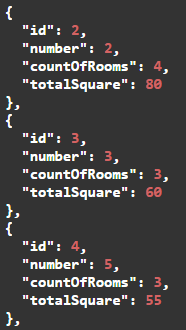 {
  "id": 2,
  "number": 2,
  "countOfRooms": 4,
  "totalSquare": 80
},
{
  "id": 3,
  "number": 3,
  "countOfRooms": 3,
  "totalSquare": 60
},
{
  "id": 4,
  "number": 5,
  "countOfRooms": 3,
  "totalSquare": 55
},